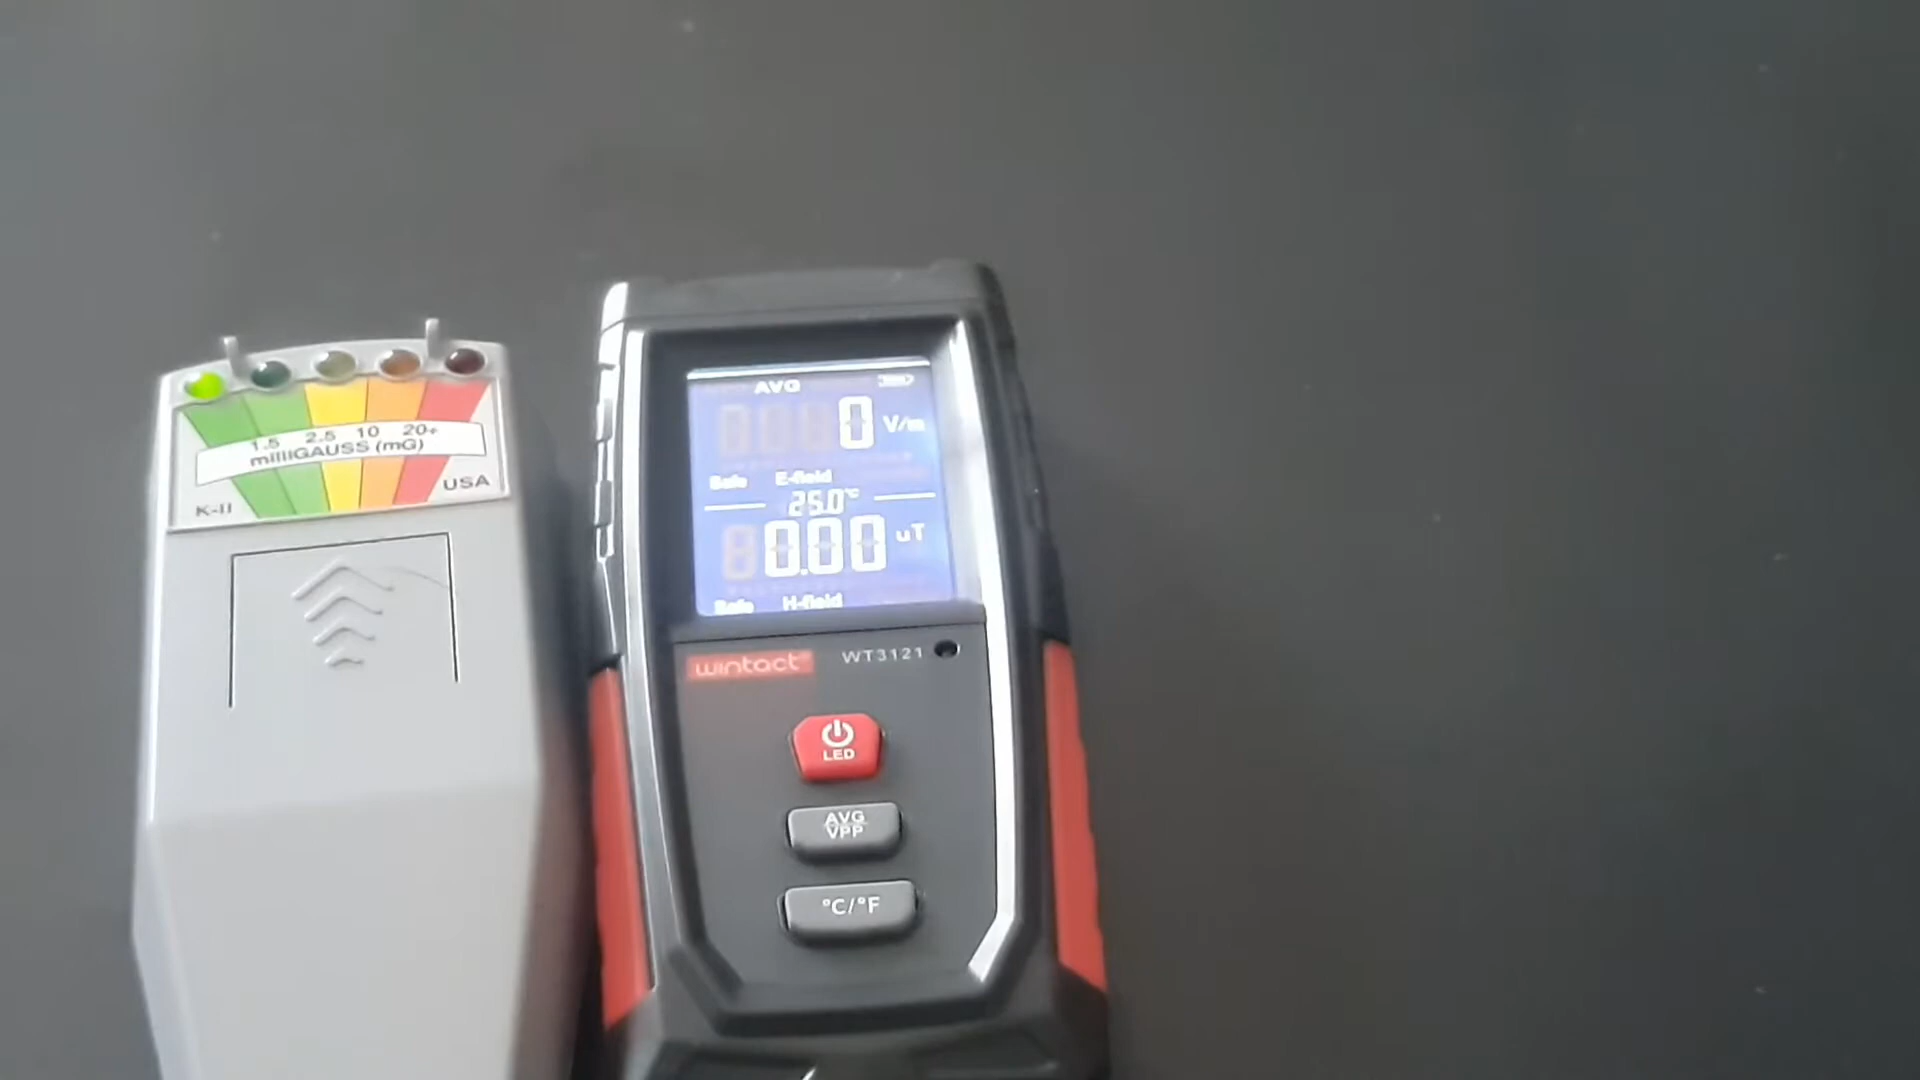 1.5 2.5 10 20+
milliGAUSS (mG)
K-II
USA
AVG
0 V/m
Safe E-field
25.0°C
0.00 uT
Safe H-field
wintact®
WT3121
LED
AVG
VPP
°C/°F